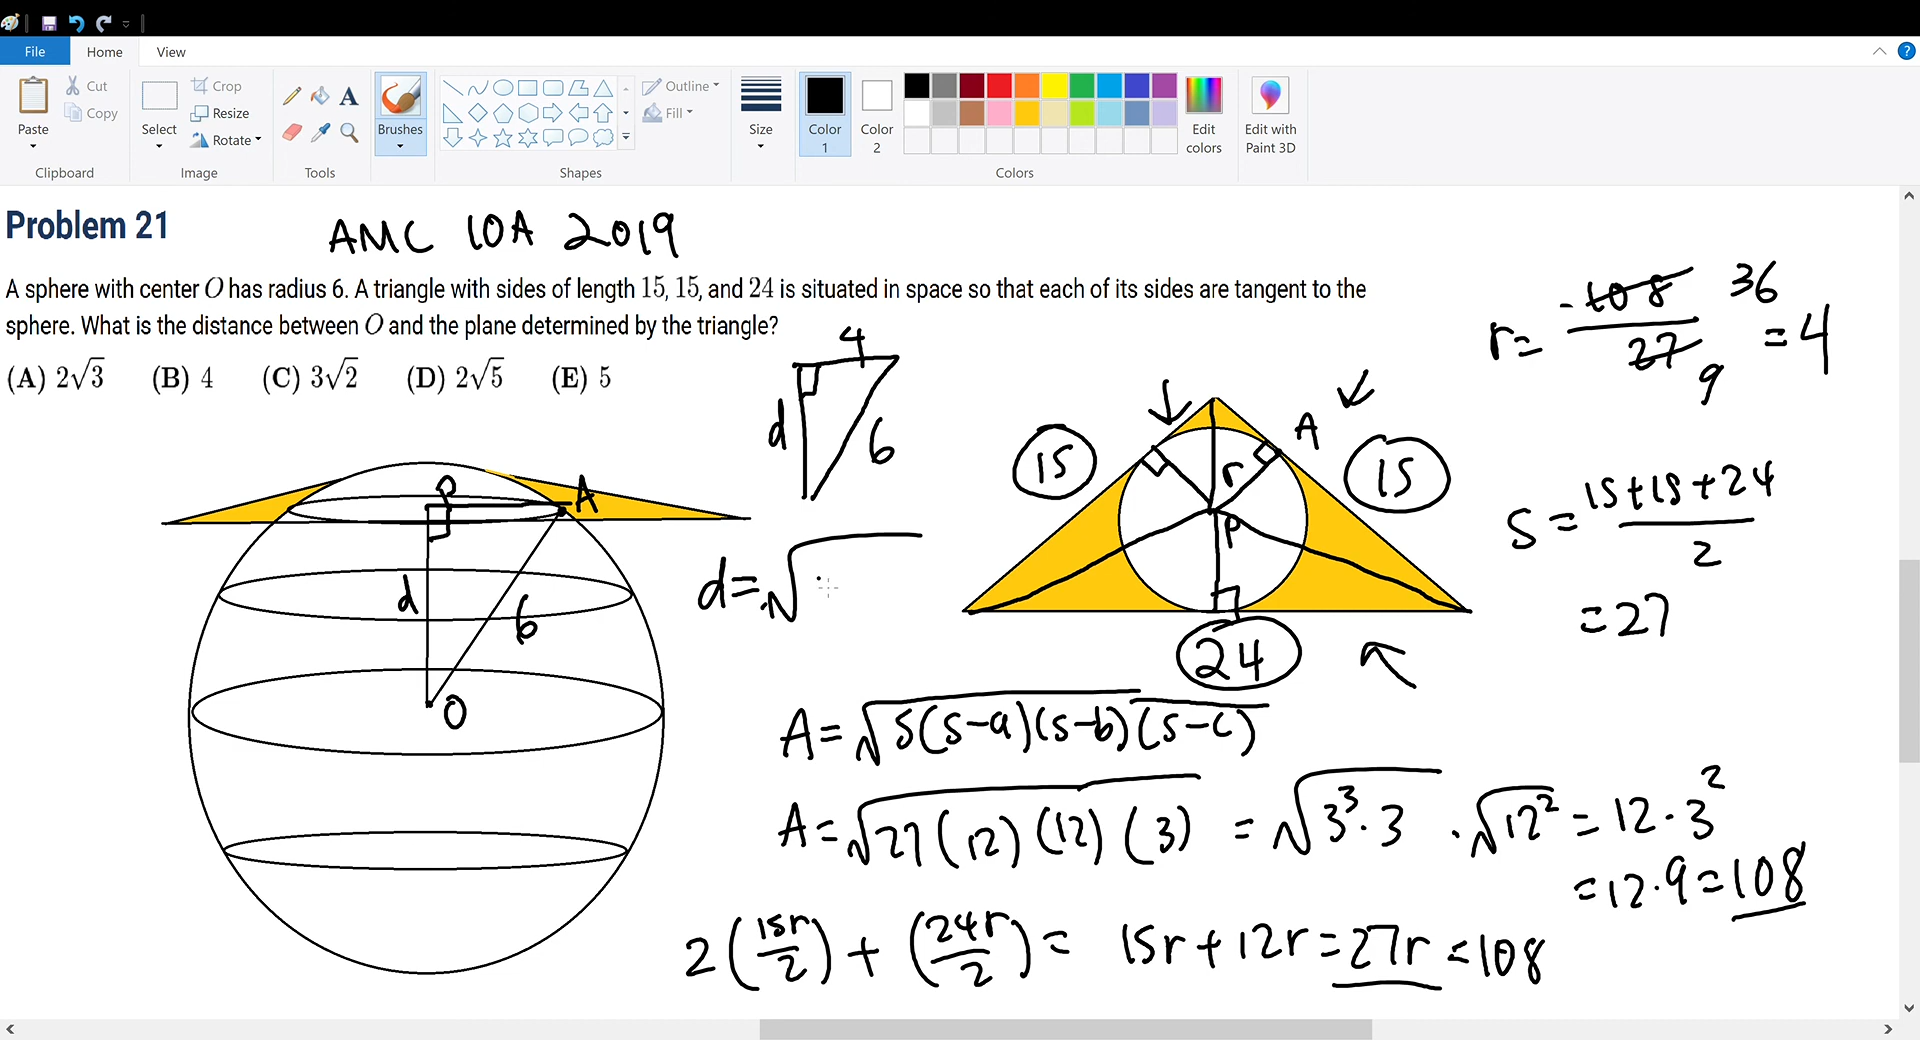 File Home View
Paste
Cut
Copy
Clipboard
Select
Crop
Resize
Rotate
Image
A
Tools
Brushes
Outline
Fill
Shapes
Size
Color 1
Color 2
Edit colors
Colors
Edit with Paint 3D
?
Problem 21 AMC 10A 2019
A sphere with center O has radius 6. A triangle with sides of length 15, 15, and 24 is situated in space so that each of its sides are tangent to the
sphere. What is the distance between O and the plane determined by the triangle?
(A) 2√3 (B) 4 (C) 3√2 (D) 2√5 (E) 5
4
d
6
P
A
d
6
O
d = √
15
A
r
P
15
24
r = 108/27 36/9 = 4
S = (15+15+24)/2
= 27
A = √S(S-a)(S-b)(S-c)
A = √27(12)(12)(3) = √3³·3 · √12² = 12·3²
= 12·9 = 108
2(15r/2) + (24r/2) = 15r + 12r = 27r = 108